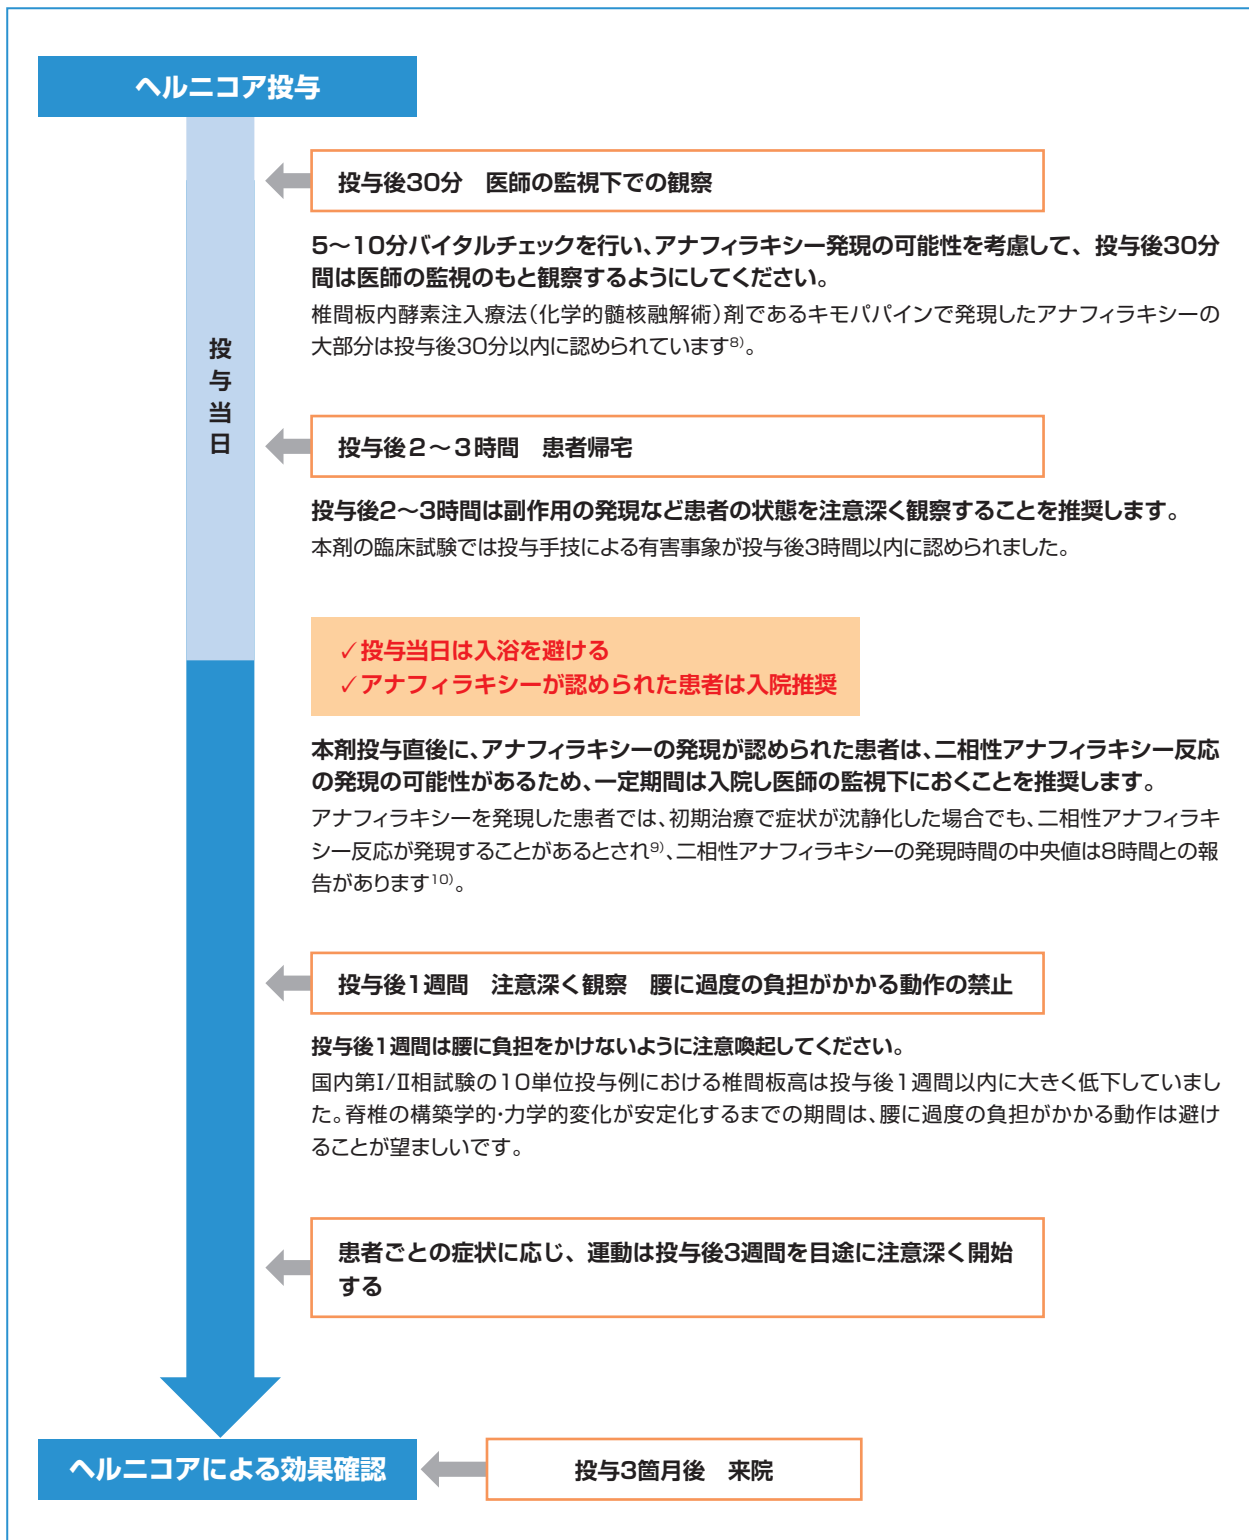 ヘルニコア投与
投与後30分　医師の監視下での観察
5～10分バイタルチェックを行い、アナフィラキシー発現の可能性を考慮して、投与後30分
間は医師の監視のもと観察するようにしてください。
椎間板内酵素注入療法（化学的髄核融解術）剤であるキモパパインで発現したアナフィラキシーの
大部分は投与後30分以内に認められています8)。
投与当日
投与後2～3時間　患者帰宅
投与後2～3時間は副作用の発現など患者の状態を注意深く観察することを推奨します。
本剤の臨床試験では投与手技による有害事象が投与後3時間以内に認められました。
✓投与当日は入浴を避ける
✓アナフィラキシーが認められた患者は入院推奨
本剤投与直後に、アナフィラキシーの発現が認められた患者は、二相性アナフィラキシー反応
の発現の可能性があるため、一定期間は入院し医師の監視下におくことを推奨します。
アナフィラキシーを発現した患者では、初期治療で症状が沈静化した場合でも、二相性アナフィラキ
シー反応が発現することがあるとされ9)、二相性アナフィラキシーの発現時間の中央値は8時間との報
告があります10)。
投与後1週間　注意深く観察　腰に過度の負担がかかる動作の禁止
投与後1週間は腰に負担をかけないように注意喚起してください。
国内第Ⅰ/Ⅱ相試験の10単位投与例における椎間板高は投与後1週間以内に大きく低下していまし
た。脊椎の構築学的・力学的変化が安定化するまでの期間は、腰に過度の負担がかかる動作は避け
ることが望ましいです。
患者ごとの症状に応じ、運動は投与後3週間を目途に注意深く開始
する
ヘルニコアによる効果確認
投与3箇月後　来院